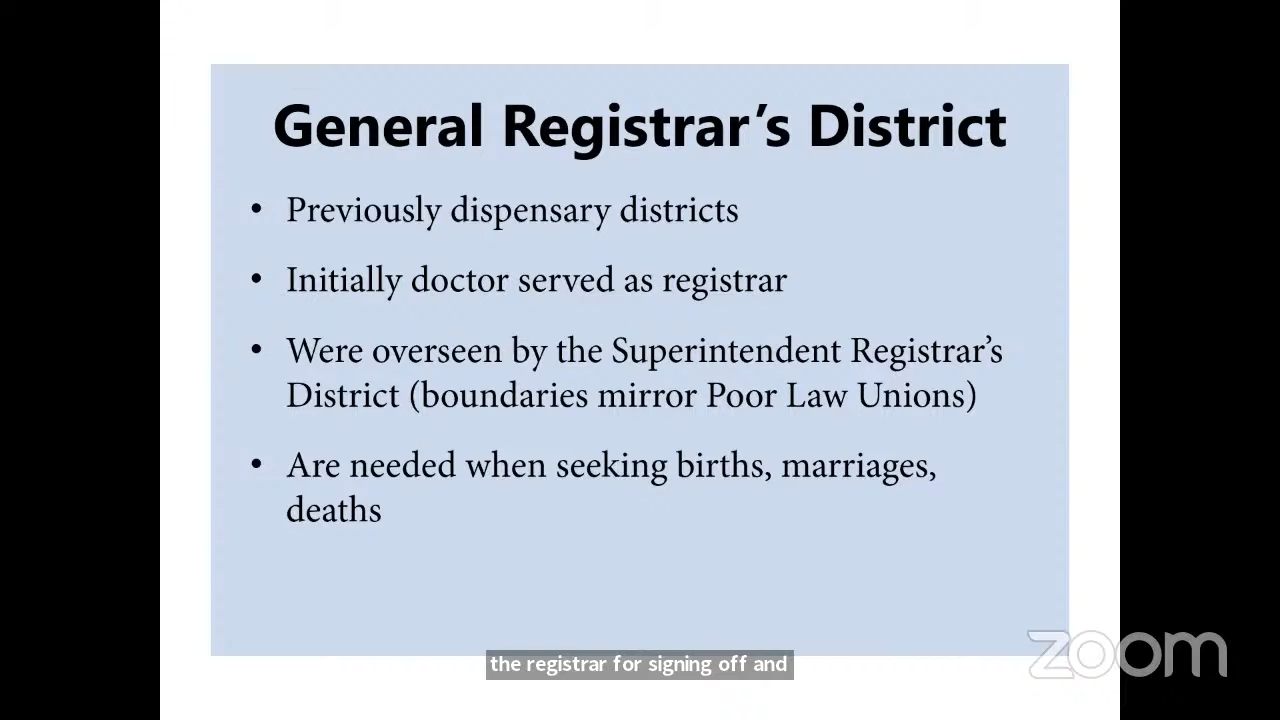 General Registrar’s District
• Previously dispensary districts
• Initially doctor served as registrar
• Were overseen by the Superintendent Registrar’s
District (boundaries mirror Poor Law Unions)
• Are needed when seeking births, marriages,
deaths
the registrar for signing off and
zoom